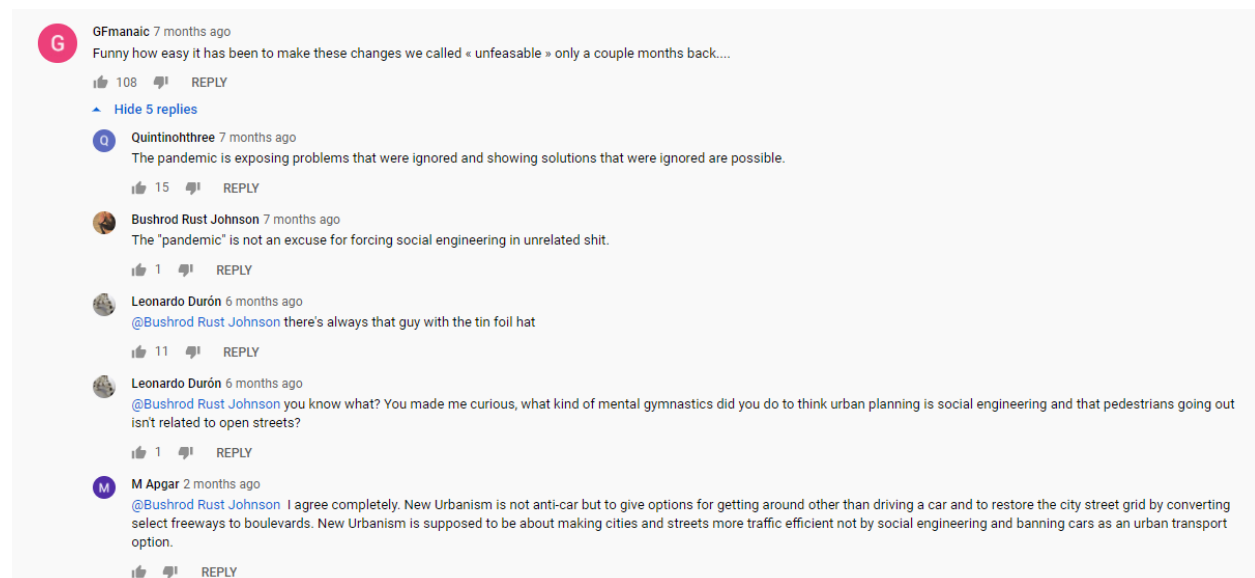 G
GFmanaic 7 months ago
Funny how easy it has been to make these changes we called « unfeasable » only a couple months back....
108 REPLY
Hide 5 replies
Q
Quintinohthree 7 months ago
The pandemic is exposing problems that were ignored and showing solutions that were ignored are possible.
15 REPLY
Bushrod Rust Johnson 7 months ago
The "pandemic" is not an excuse for forcing social engineering in unrelated shit.
1 REPLY
Leonardo Durón 6 months ago
@Bushrod Rust Johnson there's always that guy with the tin foil hat
11 REPLY
Leonardo Durón 6 months ago
@Bushrod Rust Johnson you know what? You made me curious, what kind of mental gymnastics did you do to think urban planning is social engineering and that pedestrians going out
isn't related to open streets?
1 REPLY
M
M Apgar 2 months ago
@Bushrod Rust Johnson I agree completely. New Urbanism is not anti-car but to give options for getting around other than driving a car and to restore the city street grid by converting
select freeways to boulevards. New Urbanism is supposed to be about making cities and streets more traffic efficient not by social engineering and banning cars as an urban transport
option.
REPLY